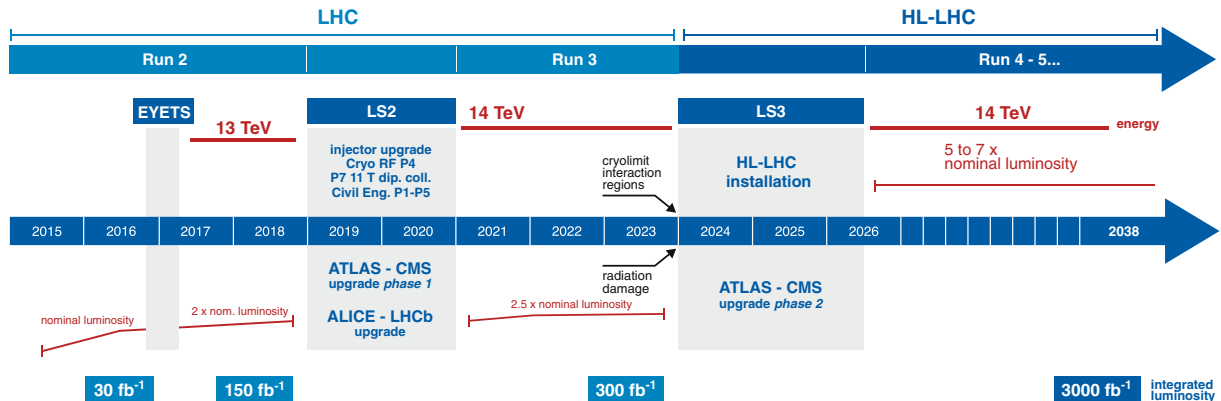 LHC
HL-LHC
Run 2
Run 3
Run 4 - 5...
EYETS
13 TeV
LS2
14 TeV
LS3
14 TeV
energy
injector upgrade
Cryo RF P4
P7 11 T dip. coll.
Civil Eng. P1-P5
cryolimit
interaction
regions
HL-LHC
installation
5 to 7 x
nominal luminosity
2015
2016
2017
2018
2019
2020
2021
2022
2023
2024
2025
2026
2038
ATLAS - CMS
upgrade phase 1
ALICE - LHCb
upgrade
radiation
damage
ATLAS - CMS
upgrade phase 2
nominal luminosity
2 x nom. luminosity
2.5 x nominal luminosity
30 fb⁻¹
150 fb⁻¹
300 fb⁻¹
3000 fb⁻¹
integrated
luminosity